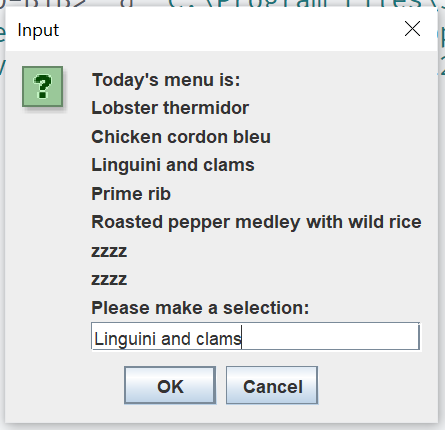 Input
Today's menu is:
Lobster thermidor
Chicken cordon bleu
Linguini and clams
Prime rib
Roasted pepper medley with wild rice
zzzz
zzzz
Please make a selection:
Linguini and clams
OK
Cancel